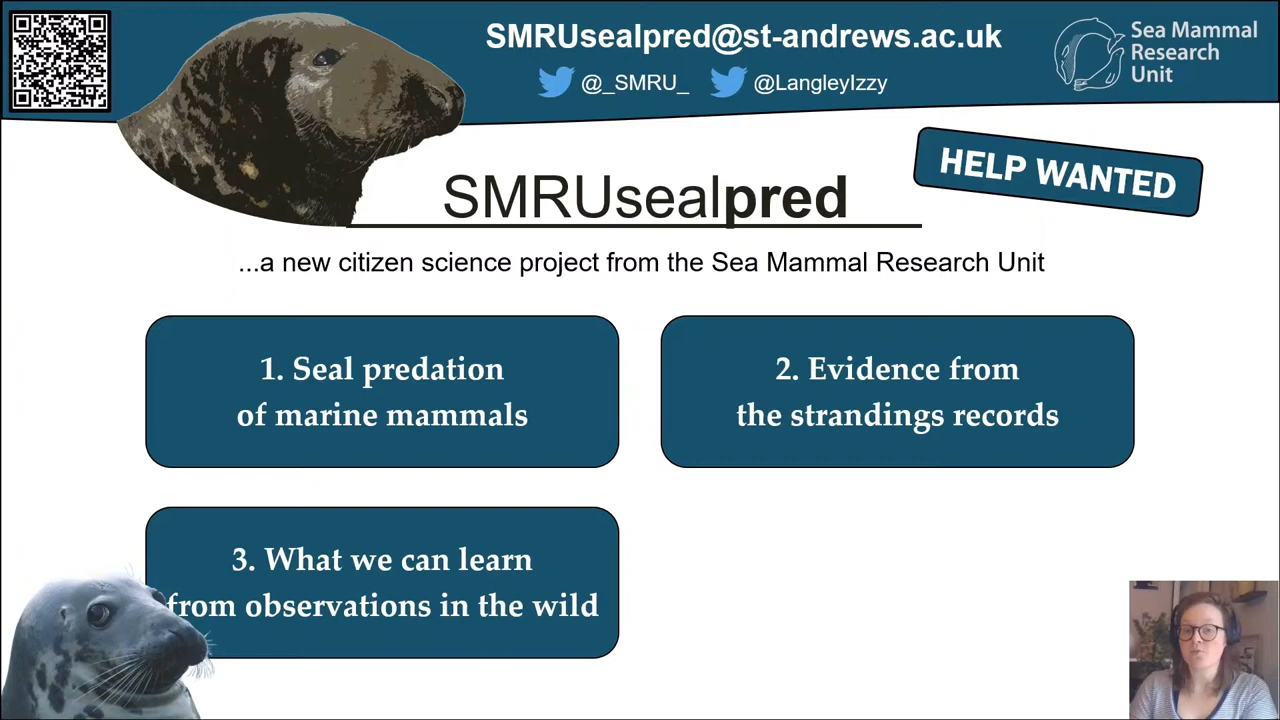 SMRUsealpred@st-andrews.ac.uk
@_SMRU_ @LangleyIzzy
Sea Mammal
Research
Unit
HELP WANTED
SMRUsealpred
...a new citizen science project from the Sea Mammal Research Unit
1. Seal predation
of marine mammals
2. Evidence from
the strandings records
3. What we can learn
from observations in the wild